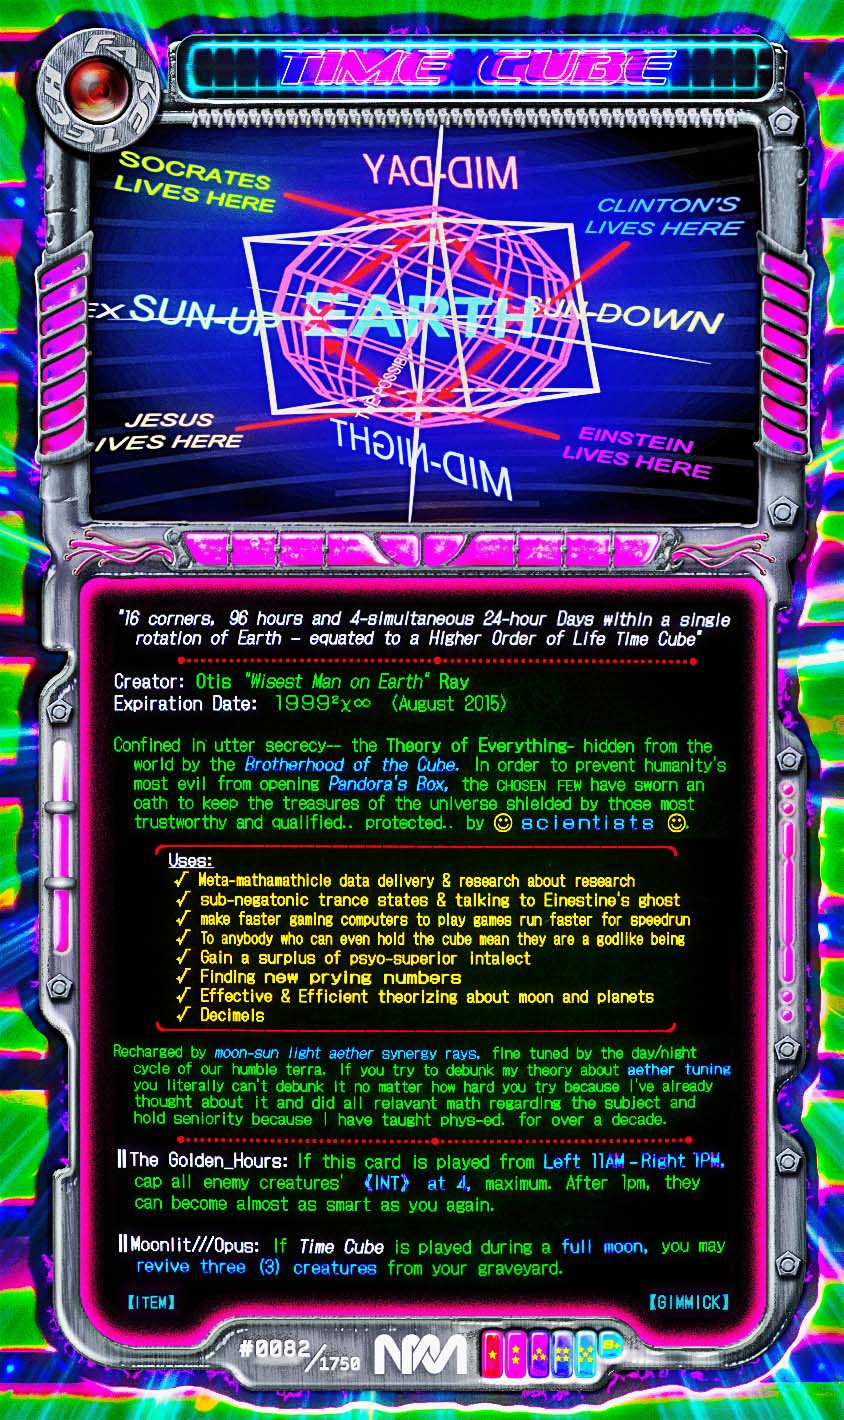 FAKE TECH
TIME CUBE
MID-DAY
SOCRATES
LIVES HERE
CLINTON'S
LIVES HERE
EX SUN-UP
EARTH
SUN-DOWN
JESUS
IVES HERE
EINSTEIN
LIVES HERE
MID-NIGHT
"16 corners, 96 hours and 4-simultaneous 24-hour Days within a single
rotation of Earth – equated to a Higher Order of Life Time Cube"
Creator: Otis "Wisest Man on Earth" Ray
Expiration Date: 1999²χ∞ (August 2015)
Confined in utter secrecy-- the Theory of Everything- hidden from the
world by the Brotherhood of the Cube. In order to prevent humanity's
most evil from opening Pandora's Box, the CHOSEN FEW have sworn an
oath to keep the treasures of the universe shielded by those most
trustworthy and qualified.. protected.. by ☺ scientists ☺.
Uses:
✓ Meta-mathamathicle data delivery & research about research
✓ sub-negatonic trance states & talking to Einestine's ghost
✓ make faster gaming computers to play games run faster for speedrun
✓ To anybody who can even hold the cube mean they are a godlike being
✓ Gain a surplus of psyo-superior intalect
✓ Finding new prying numbers
✓ Effective & Efficient theorizing about moon and planets
✓ Decimels
Recharged by moon-sun light aether synergy rays, fine tuned by the day/night
cycle of our humble terra. If you try to debunk my theory about aether tuning
you literally can't debunk it no matter how hard you try because I've already
thought about it and did all relavant math regarding the subject and
hold seniority because I have taught phys-ed. for over a decade.
‖The Golden_Hours: If this card is played from Left 11AM-Right 1PM,
cap all enemy creatures' 《INT》 at 4, maximum. After 1pm, they
can become almost as smart as you again.
‖Moonlit///Opus: If Time Cube is played during a full moon, you may
revive three (3) creatures from your graveyard.
【ITEM】 【GIMMICK】
#0082/1750 NPM 8+